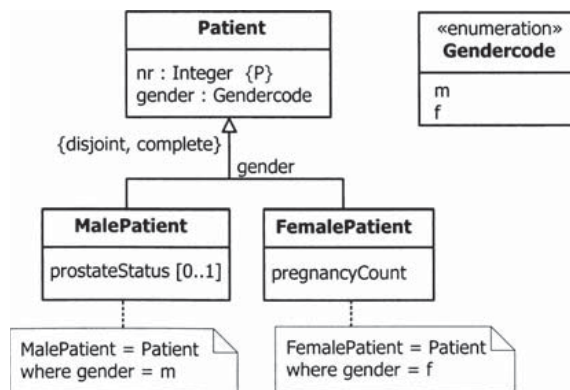 Patient
nr : Integer {P}
gender : Gendercode
«enumeration»
Gendercode
m
f
{disjoint, complete}
gender
MalePatient
prostateStatus [0..1]
FemalePatient
pregnancyCount
MalePatient = Patient
where gender = m
FemalePatient = Patient
where gender = f